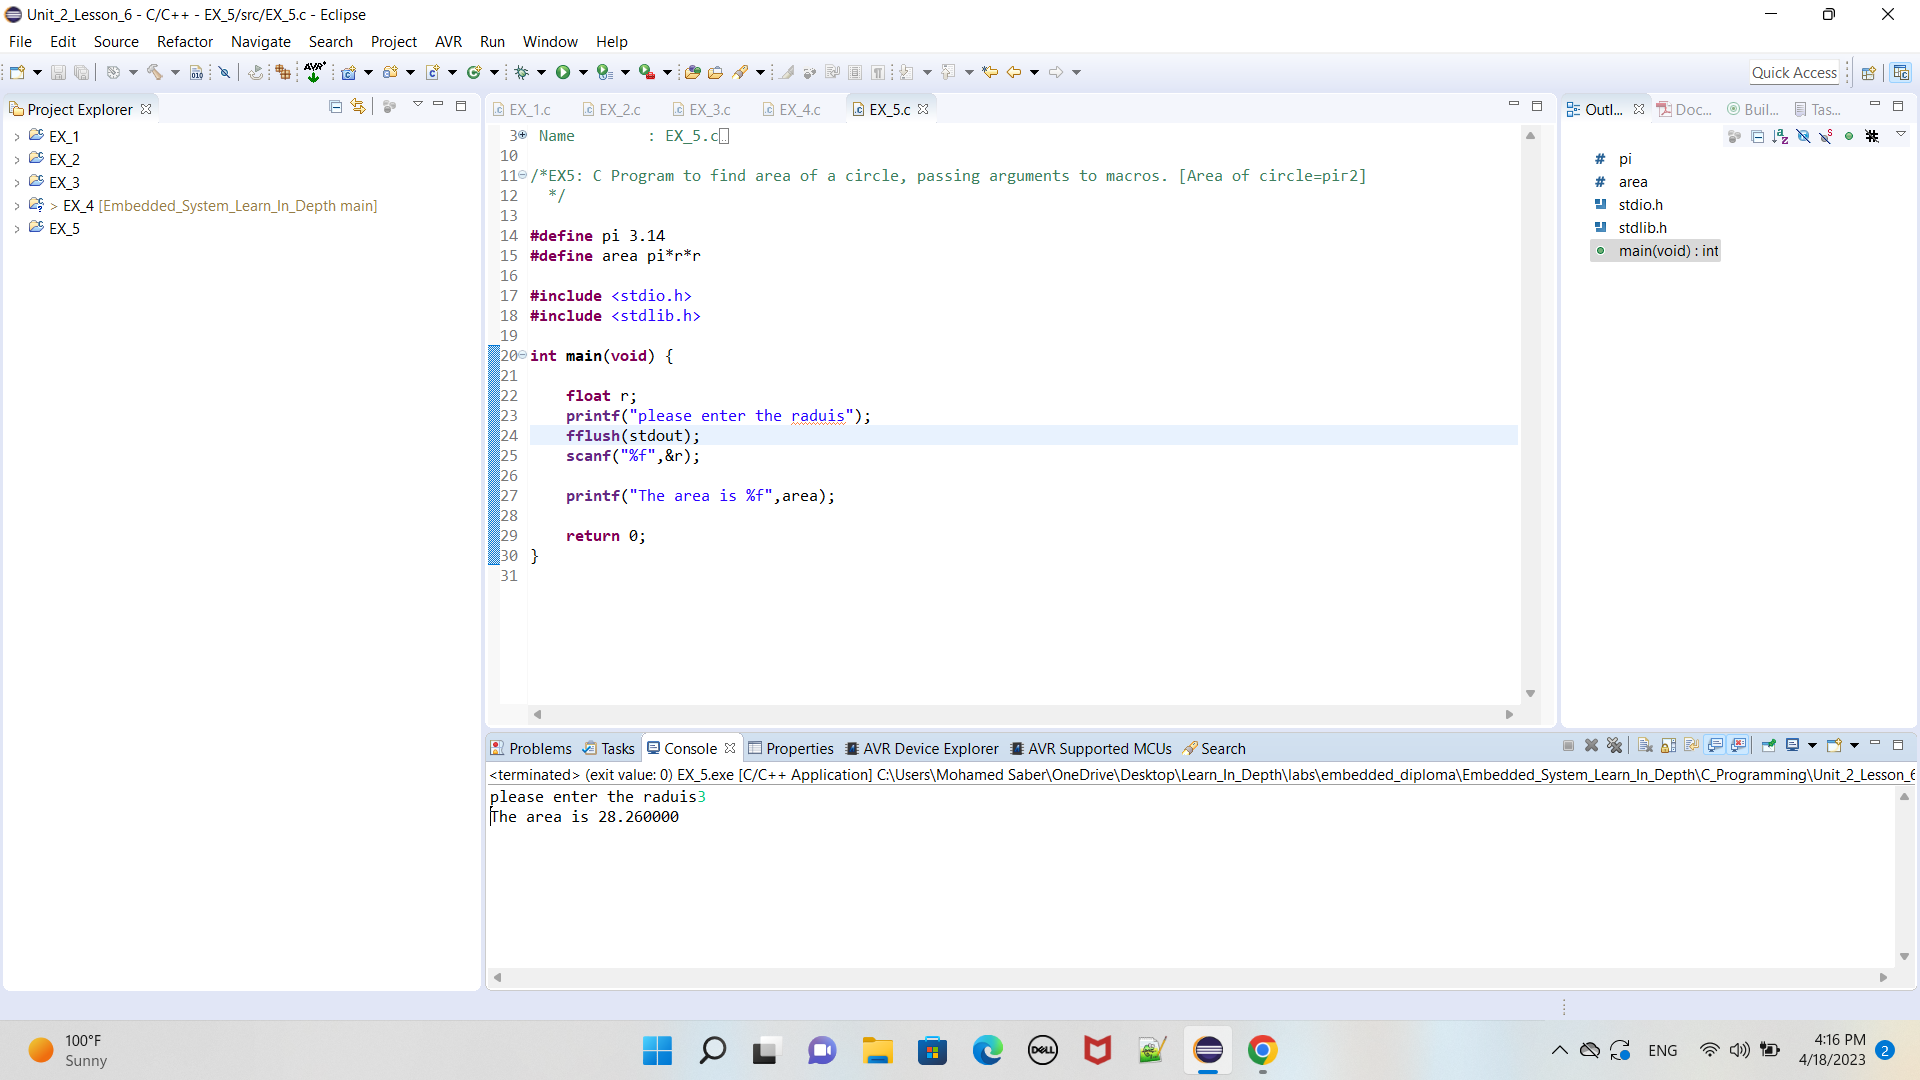 Unit_2_Lesson_6 - C/C++ - EX_5/src/EX_5.c - Eclipse
File Edit Source Refactor Navigate Search Project AVR Run Window Help
Quick Access
Project Explorer
EX_1
EX_2
EX_3
> EX_4 [Embedded_System_Learn_In_Depth main]
EX_5
EX_1.c EX_2.c EX_3.c EX_4.c EX_5.c
3 Name : EX_5.c
10
11 /*EX5: C Program to find area of a circle, passing arguments to macros. [Area of circle=pir2]
12 */
13
14 #define pi 3.14
15 #define area pi*r*r
16
17 #include <stdio.h>
18 #include <stdlib.h>
19
20 int main(void) {
21
22 float r;
23 printf("please enter the raduis");
24 fflush(stdout);
25 scanf("%f",&r);
26
27 printf("The area is %f",area);
28
29 return 0;
30 }
31
Outl... Doc... Buil... Tas...
# pi
# area
stdio.h
stdlib.h
main(void) : int
Problems Tasks Console Properties AVR Device Explorer AVR Supported MCUs Search
<terminated> (exit value: 0) EX_5.exe [C/C++ Application] C:\Users\Mohamed Saber\OneDrive\Desktop\Learn_In_Depth\labs\embedded_diploma\Embedded_System_Learn_In_Depth\C_Programming\Unit_2_Lesson_6
please enter the raduis3
The area is 28.260000
100°F
Sunny
DELL
ENG
4:16 PM
4/18/2023
2